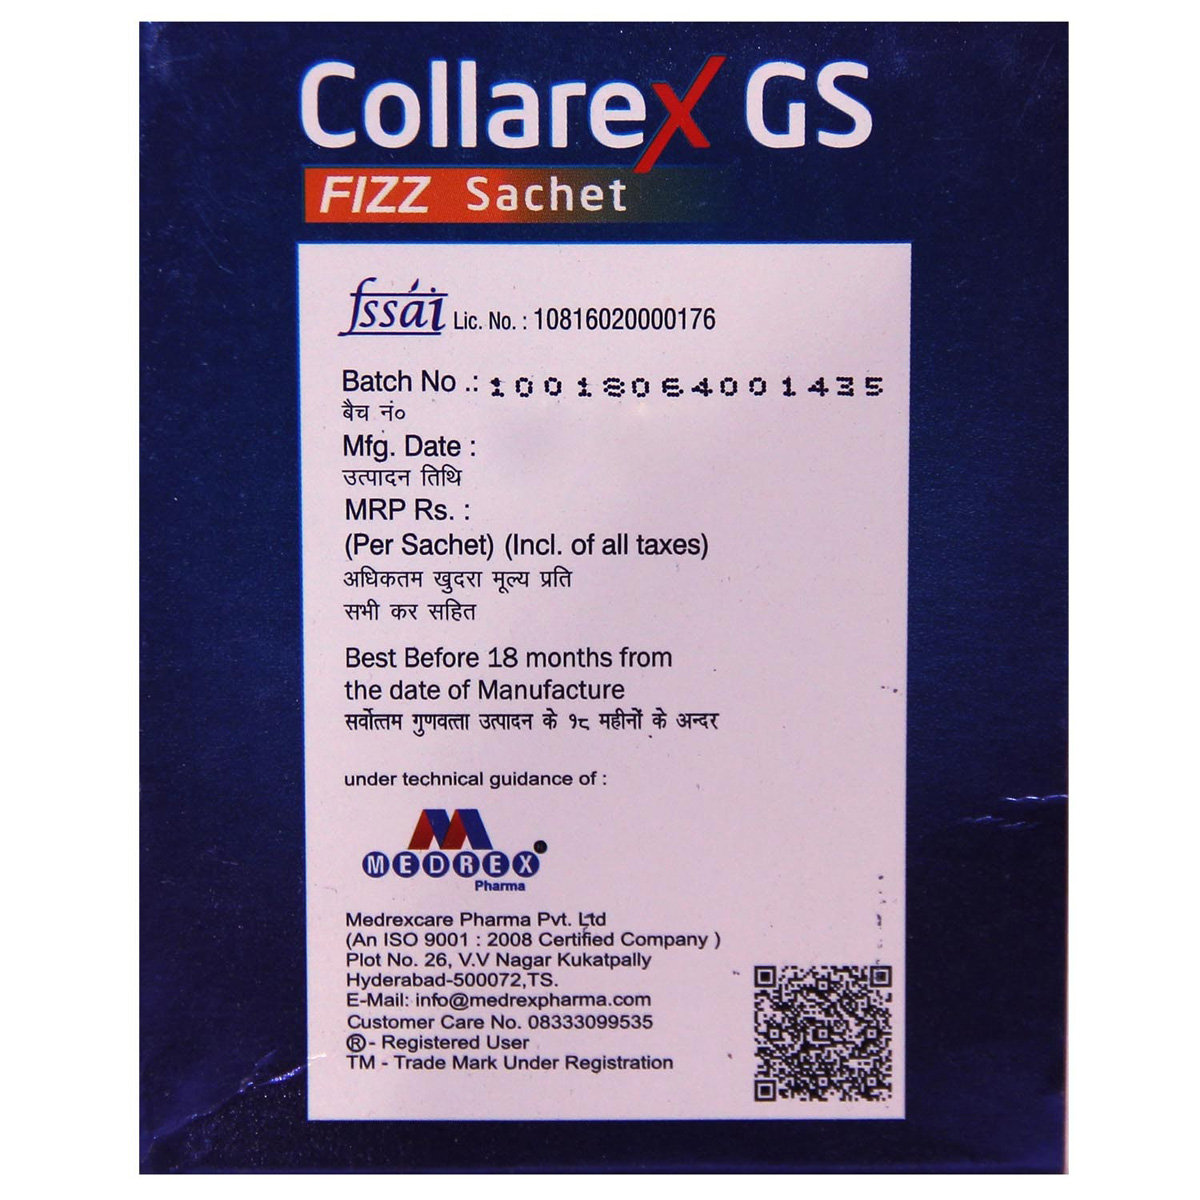 Collarex GS
FIZZ Sachet
fssai Lic. No. : 10816020000176
Batch No .: 10018064001435
बैच नं०
Mfg. Date :
उत्पादन तिथि
MRP Rs. :
(Per Sachet) (Incl. of all taxes)
अधिकतम खुदरा मूल्य प्रति
सभी कर सहित
Best Before 18 months from
the date of Manufacture
सर्वोत्तम गुणवत्ता उत्पादन के १८ महीनों के अन्दर
under technical guidance of :
MEDREX
Pharma
Medrexcare Pharma Pvt. Ltd
(An ISO 9001 : 2008 Certified Company )
Plot No. 26, V.V Nagar Kukatpally
Hyderabad-500072,TS.
E-Mail: info@medrexpharma.com
Customer Care No. 08333099535
® - Registered User
TM - Trade Mark Under Registration